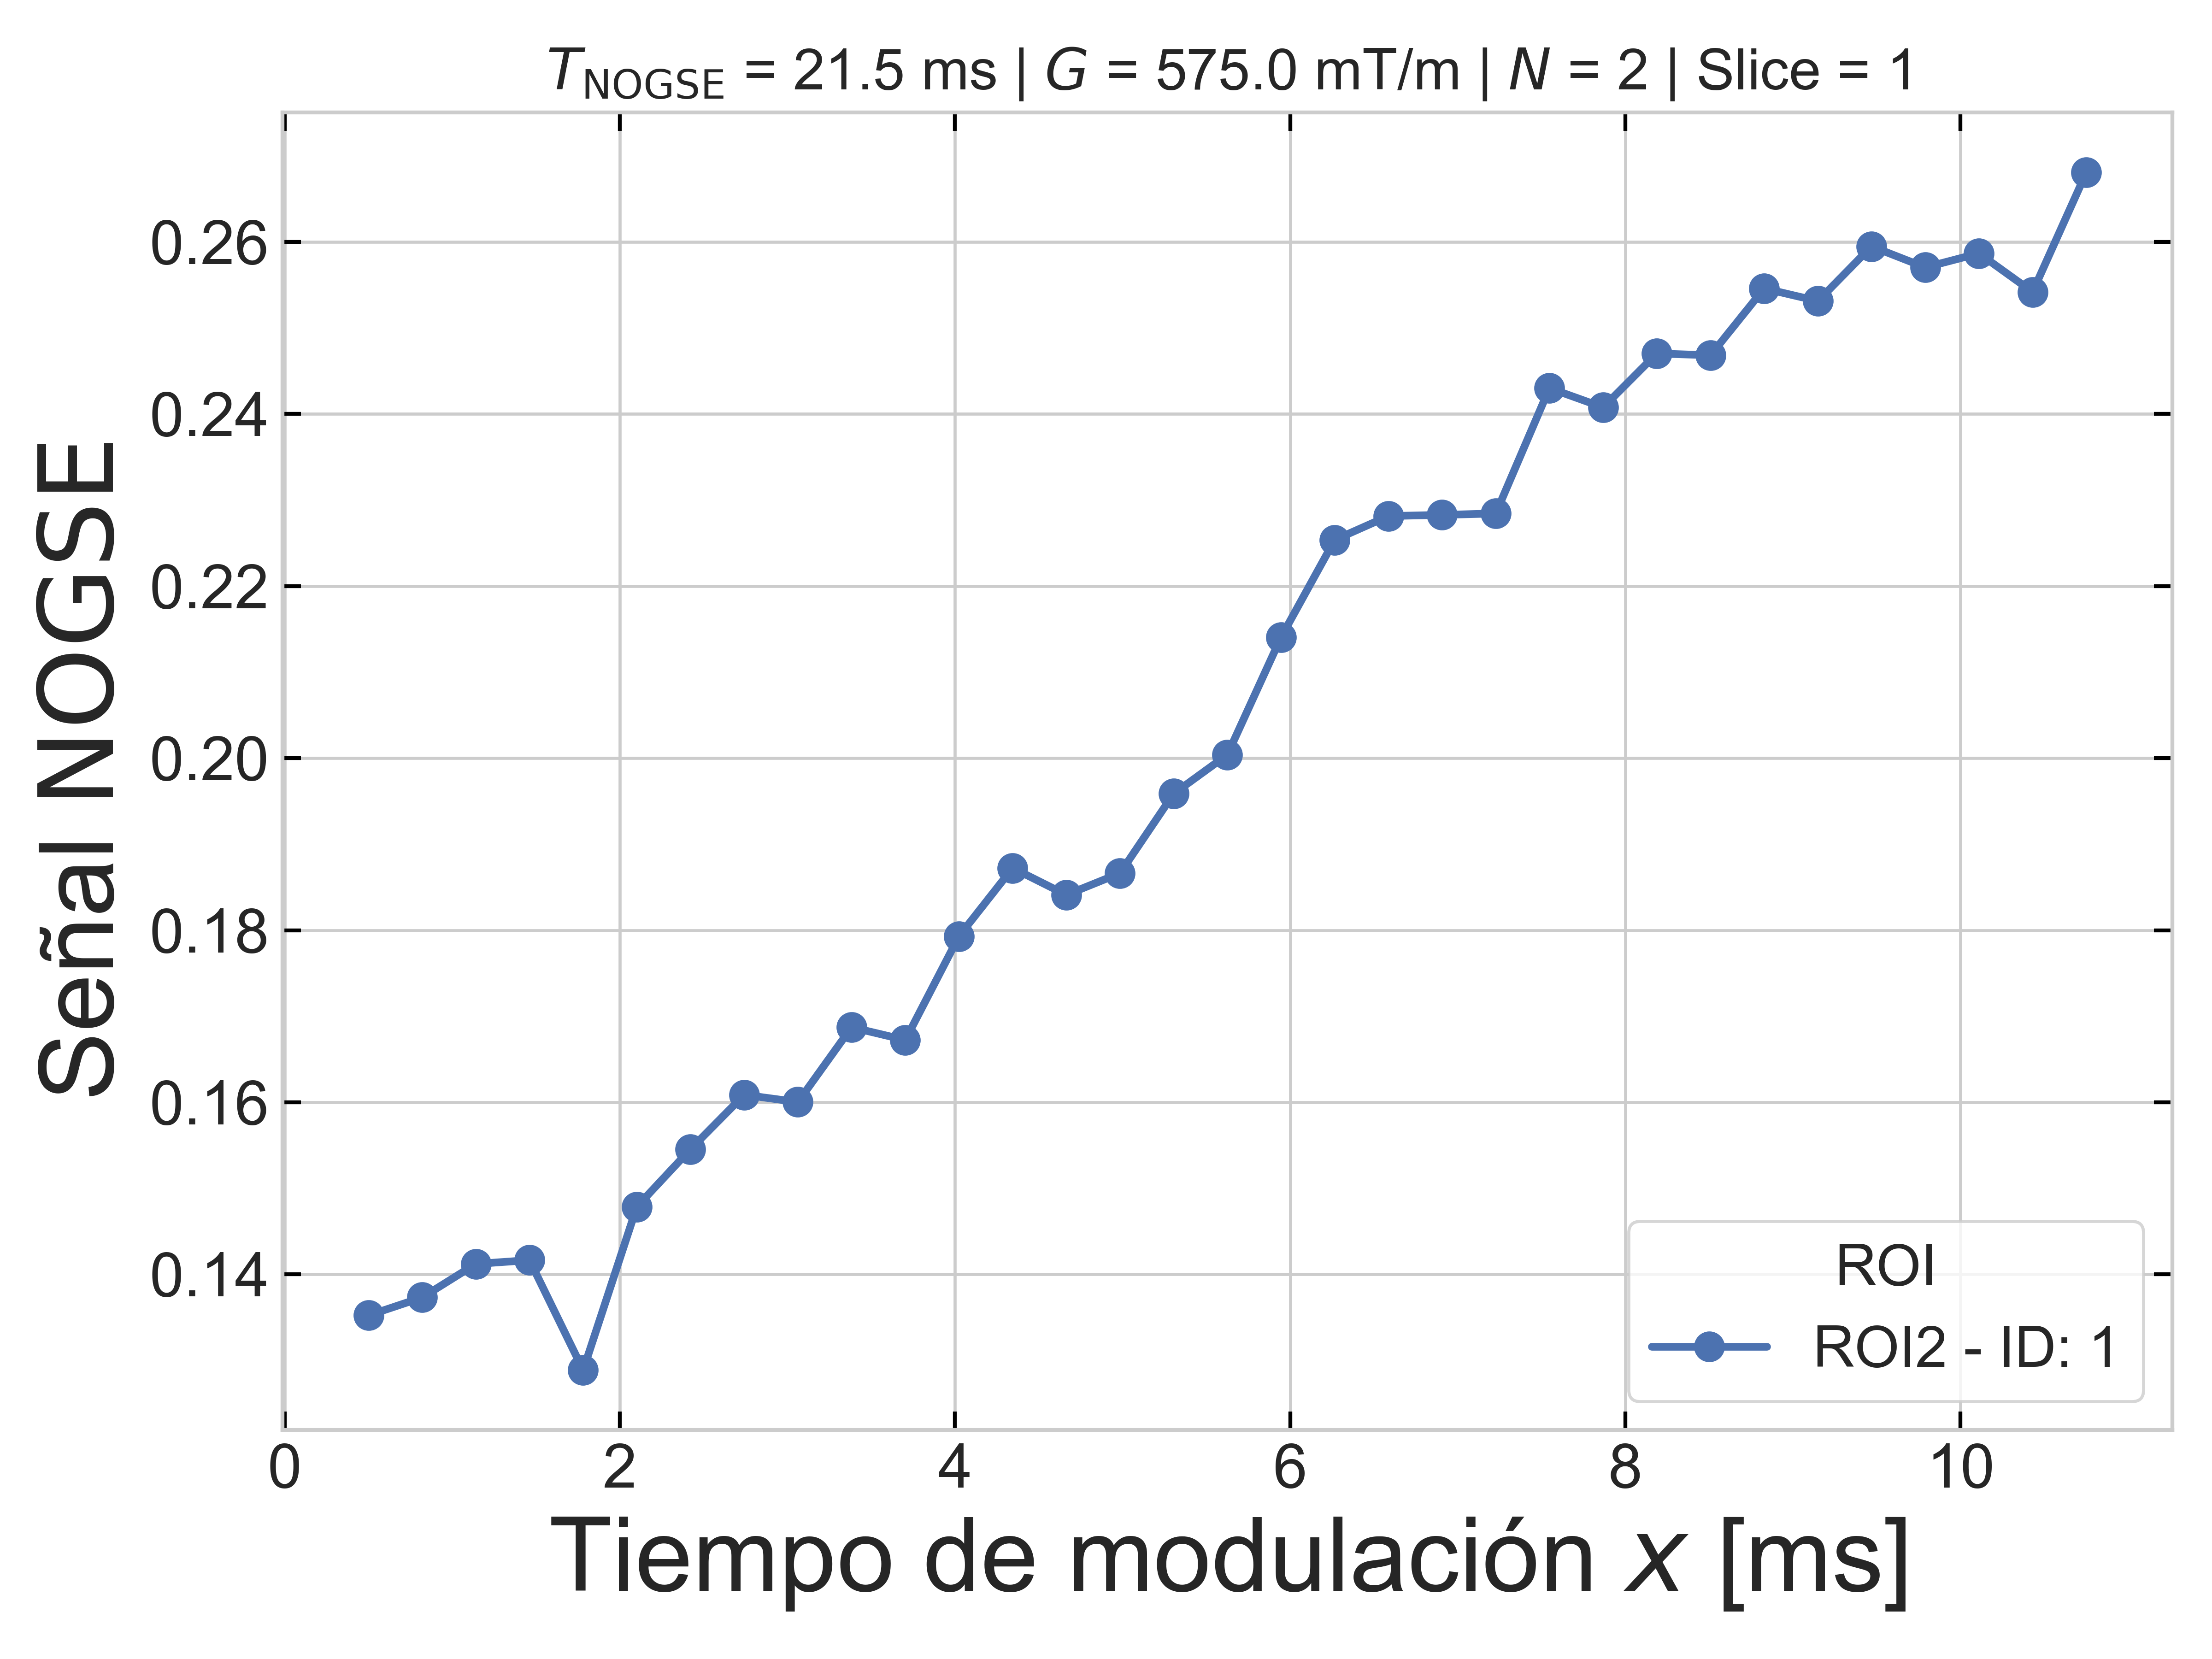 T_NOGSE = 21.5 ms | G = 575.0 mT/m | N = 2 | Slice = 1
Señal NOGSE
0.26
0.24
0.22
0.20
0.18
0.16
0.14
ROI
ROI2 - ID: 1
0 2 4 6 8 10
Tiempo de modulación x [ms]